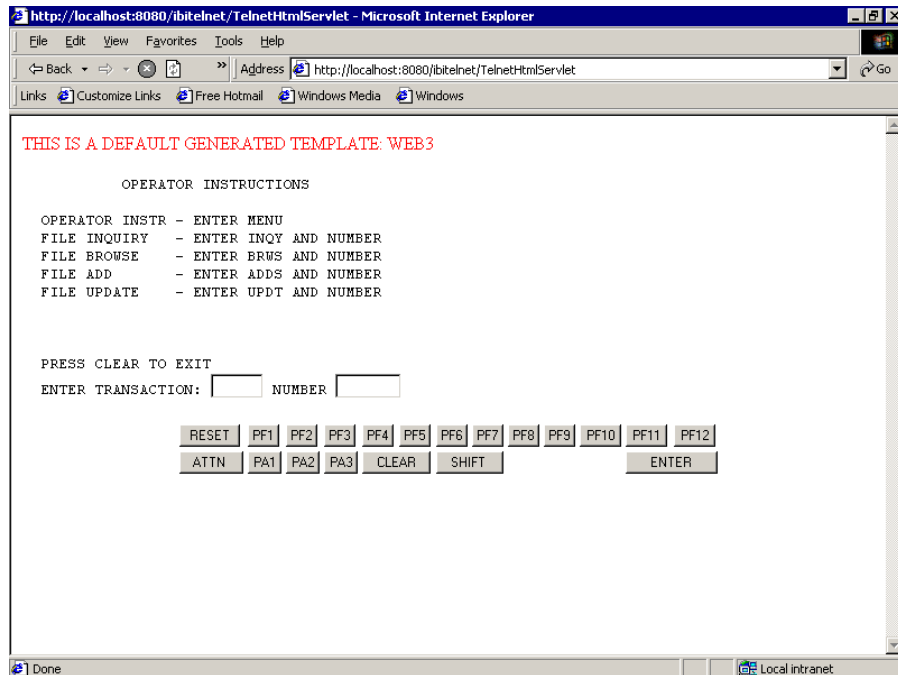 http://localhost:8080/ibitelnet/TelnetHtmlServlet - Microsoft Internet Explorer
File Edit View Favorites Tools Help
Back » Address http://localhost:8080/ibitelnet/TelnetHtmlServlet Go
Links Customize Links Free Hotmail Windows Media Windows
THIS IS A DEFAULT GENERATED TEMPLATE: WEB3
OPERATOR INSTRUCTIONS
OPERATOR INSTR - ENTER MENU
FILE INQUIRY - ENTER INQY AND NUMBER
FILE BROWSE - ENTER BRWS AND NUMBER
FILE ADD - ENTER ADDS AND NUMBER
FILE UPDATE - ENTER UPDT AND NUMBER
PRESS CLEAR TO EXIT
ENTER TRANSACTION: NUMBER
RESET PF1 PF2 PF3 PF4 PF5 PF6 PF7 PF8 PF9 PF10 PF11 PF12
ATTN PA1 PA2 PA3 CLEAR SHIFT ENTER
Done Local intranet